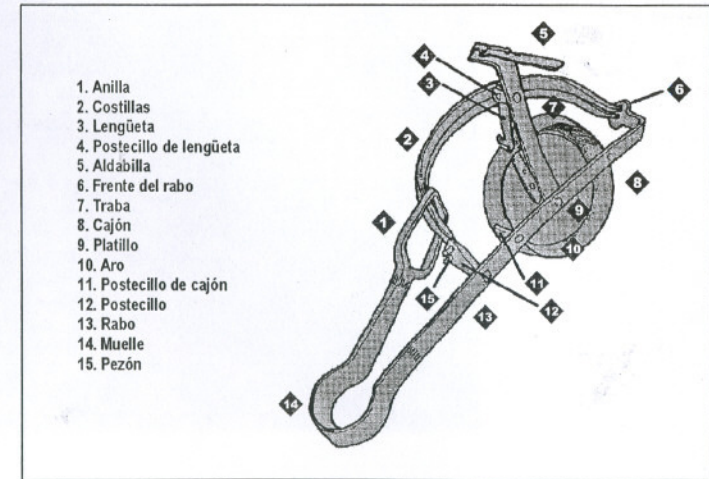 1. Anilla
2. Costillas
3. Lengüeta
4. Postecillo de lengüeta
5. Aldabilla
6. Frente del rabo
7. Traba
8. Cajón
9. Platillo
10. Aro
11. Postecillo de cajón
12. Postecillo
13. Rabo
14. Muelle
15. Pezón
5
4
3
6
7
2
8
1
9
10
11
15
12
13
14